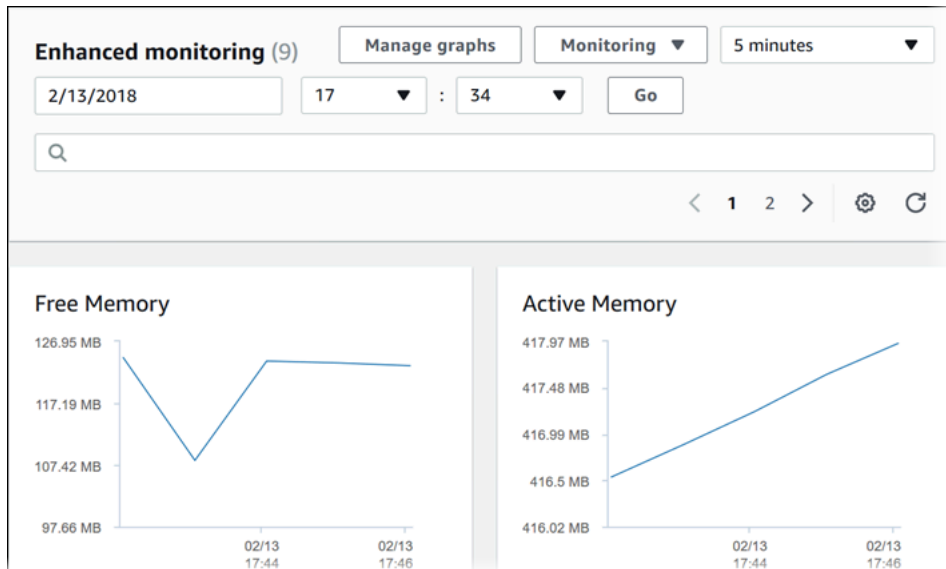 Enhanced monitoring (9)
Manage graphs
Monitoring
5 minutes
2/13/2018
17 : 34
Go
1 2
Free Memory
126.95 MB
117.19 MB
107.42 MB
97.66 MB
02/13 02/13
17:44 17:46
Active Memory
417.97 MB
417.48 MB
416.99 MB
416.5 MB
416.02 MB
02/13 02/13
17:44 17:46